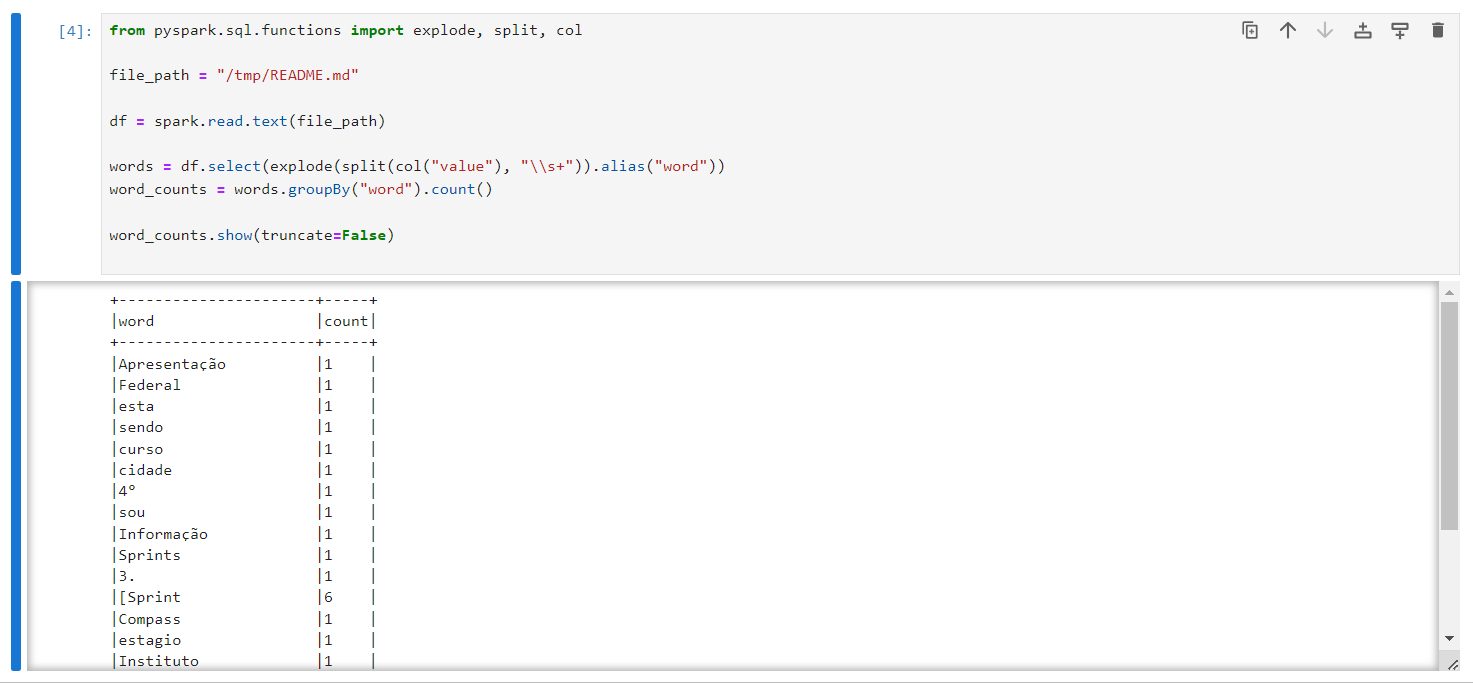 [4]: from pyspark.sql.functions import explode, split, col
file_path = "/tmp/README.md"
df = spark.read.text(file_path)
words = df.select(explode(split(col("value"), "\\s+")).alias("word"))
word_counts = words.groupBy("word").count()
word_counts.show(truncate=False)
+----------------------+-----+
|word                  |count|
+----------------------+-----+
|Apresentação          |1    |
|Federal               |1    |
|esta                  |1    |
|sendo                 |1    |
|curso                 |1    |
|cidade                |1    |
|4°                    |1    |
|sou                   |1    |
|Informação            |1    |
|Sprints               |1    |
|3.                    |1    |
|[Sprint               |6    |
|Compass               |1    |
|estagio               |1    |
|Instituto             |1    |